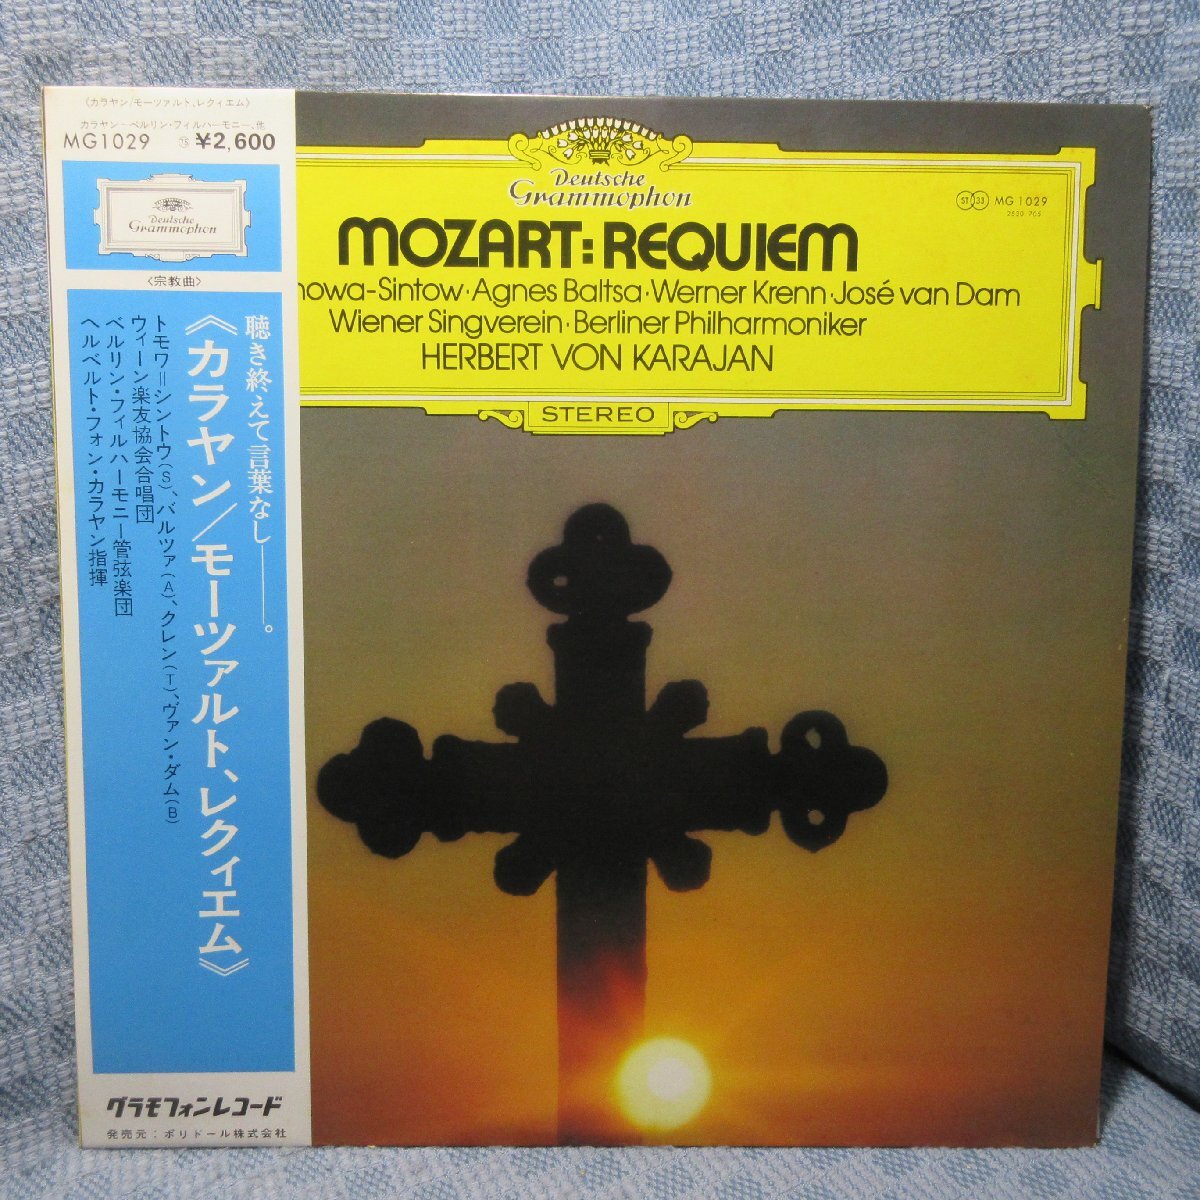 《カラヤン/モーツァルト、レクィエム》
カラヤン-ベルリン・フィルハーモニー、他
MG1029 ⑮ ¥2,600
Deutsche
Grammophon
〈宗教曲〉
聴き終えて言葉なし———。
《カラヤン/モーツァルト、レクィエム》
トモワ=シントウ(S)、バルツァ(A)、クレン(T)、ヴァン・ダム(B)
ウィーン楽友協会合唱団
ベルリン・フィルハーモニー管弦楽団
ヘルベルト・フォン・カラヤン指揮
グラモフォンレコード
発売元:ポリドール株式会社
Deutsche
Grammophon
ST 33 MG 1029
2530 705
MOZART: REQUIEM
nowa-Sintow·Agnes Baltsa·Werner Krenn·José van Dam
Wiener Singverein·Berliner Philharmoniker
HERBERT VON KARAJAN
STEREO